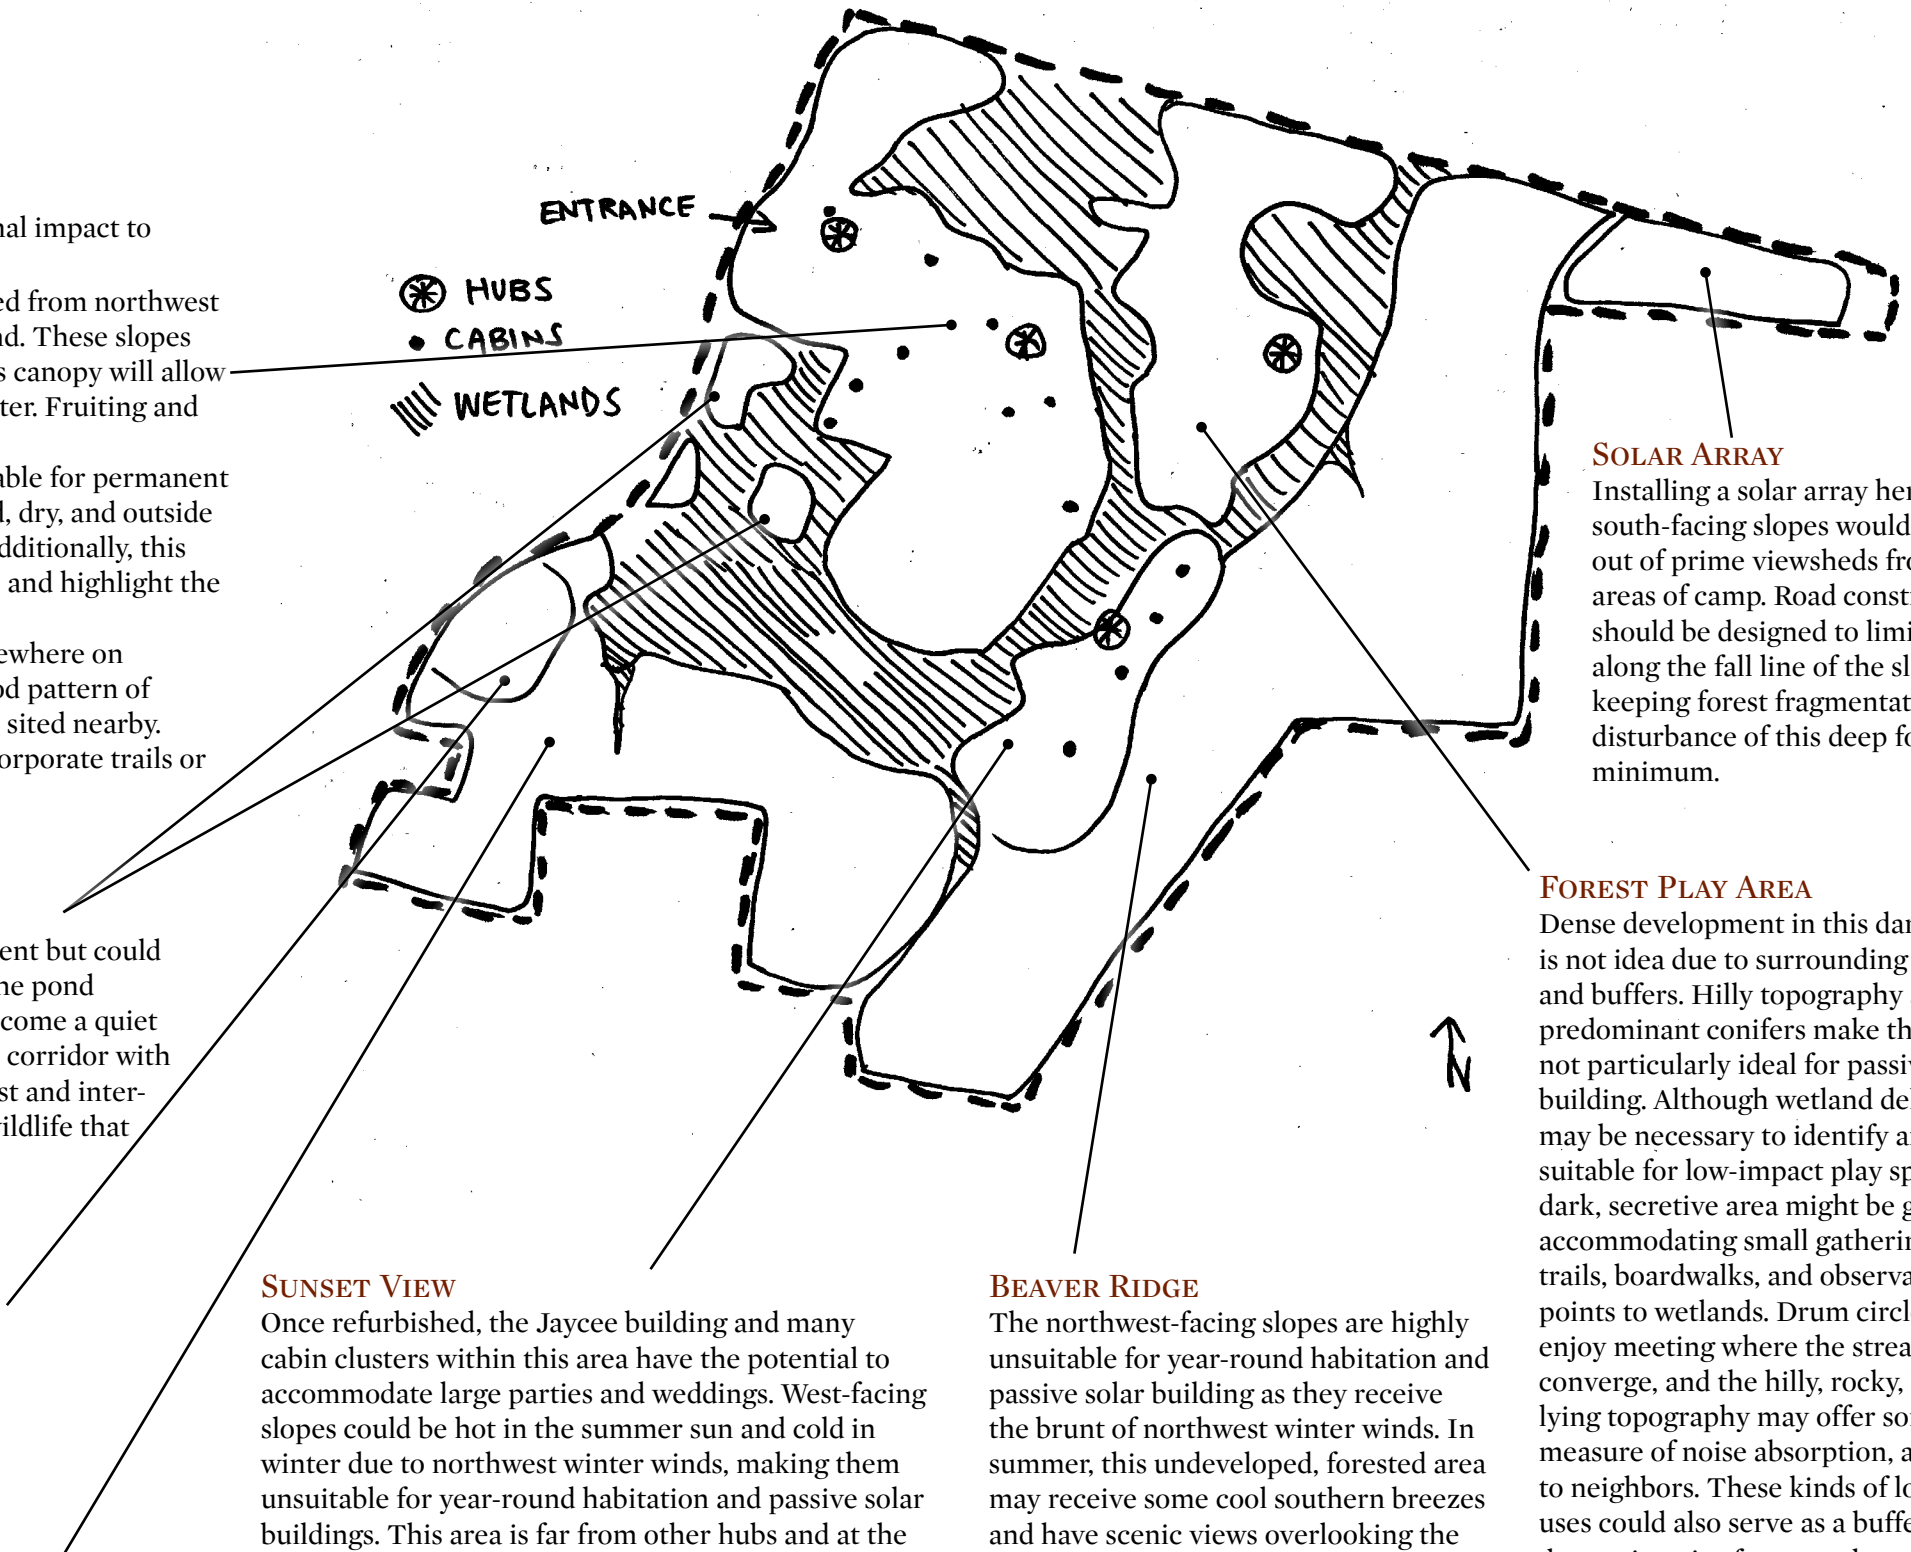 ENTRANCE
HUBS
CABINS
WETLANDS
N
nal impact to
ed from northwest
nd. These slopes
s canopy will allow
ter. Fruiting and
able for permanent
d, dry, and outside
dditionally, this
and highlight the
ewhere on
od pattern of
sited nearby.
corporate trails or
ent but could
he pond
come a quiet
corridor with
st and inter-
vildlife that
SOLAR ARRAY
Installing a solar array her
south-facing slopes would
out of prime viewsheds fro
areas of camp. Road constr
should be designed to limi
along the fall line of the sl
keeping forest fragmentat
disturbance of this deep fo
minimum.
FOREST PLAY AREA
Dense development in this dar
is not idea due to surrounding
and buffers. Hilly topography
predominant conifers make th
not particularly ideal for passiv
building. Although wetland del
may be necessary to identify a
suitable for low-impact play sp
dark, secretive area might be g
accommodating small gatherin
trails, boardwalks, and observa
points to wetlands. Drum circl
enjoy meeting where the strea
converge, and the hilly, rocky,
lying topography may offer so
measure of noise absorption, a
to neighbors. These kinds of lo
uses could also serve as a buffe
SUNSET VIEW
Once refurbished, the Jaycee building and many
cabin clusters within this area have the potential to
accommodate large parties and weddings. West-facing
slopes could be hot in the summer sun and cold in
winter due to northwest winter winds, making them
unsuitable for year-round habitation and passive solar
buildings. This area is far from other hubs and at the
BEAVER RIDGE
The northwest-facing slopes are highly
unsuitable for year-round habitation and
passive solar building as they receive
the brunt of northwest winter winds. In
summer, this undeveloped, forested area
may receive some cool southern breezes
and have scenic views overlooking the